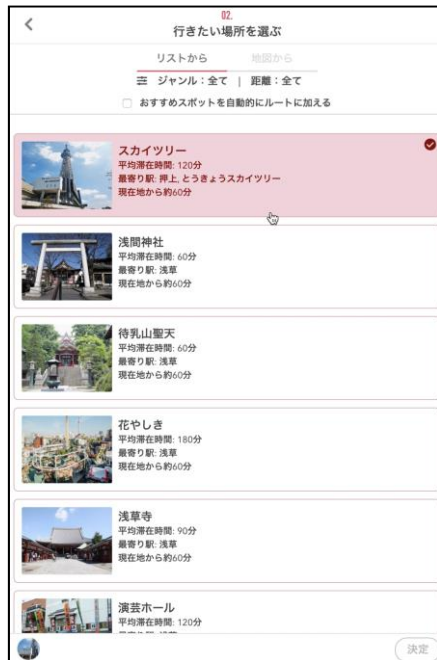 02.
行きたい場所を選ぶ
リストから
地図から
ジャンル：全て | 距離：全て
おすすめスポットを自動的にルートに加える
スカイツリー
平均滞在時間: 120分
最寄り駅: 押上, とうきょうスカイツリー
現在地から約60分
浅間神社
平均滞在時間: 60分
最寄り駅: 浅草
現在地から約60分
待乳山聖天
平均滞在時間: 60分
最寄り駅: 浅草
現在地から約60分
花やしき
平均滞在時間: 180分
最寄り駅: 浅草
現在地から約60分
浅草寺
平均滞在時間: 90分
最寄り駅: 浅草
現在地から約60分
演芸ホール
平均滞在時間: 120分
決定